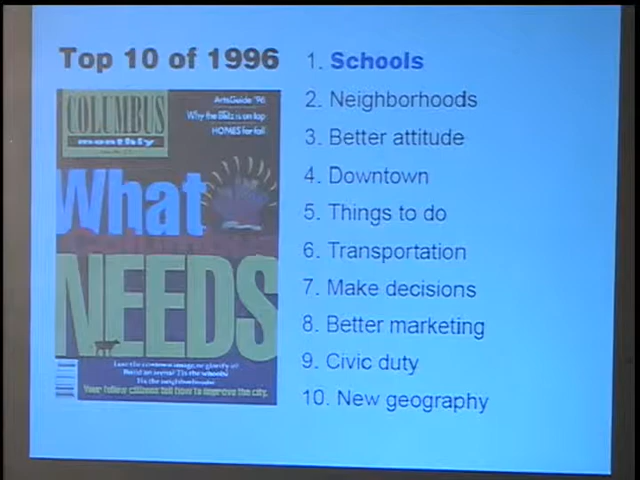 Top 10 of 1996
COLUMBUS
monthly
ArtsGuide '96
Why the Blitz is on top
HOMES for fall
What
NEEDS
Your fellow citizens tell how to improve the city.
1. Schools
2. Neighborhoods
3. Better attitude
4. Downtown
5. Things to do
6. Transportation
7. Make decisions
8. Better marketing
9. Civic duty
10. New geography